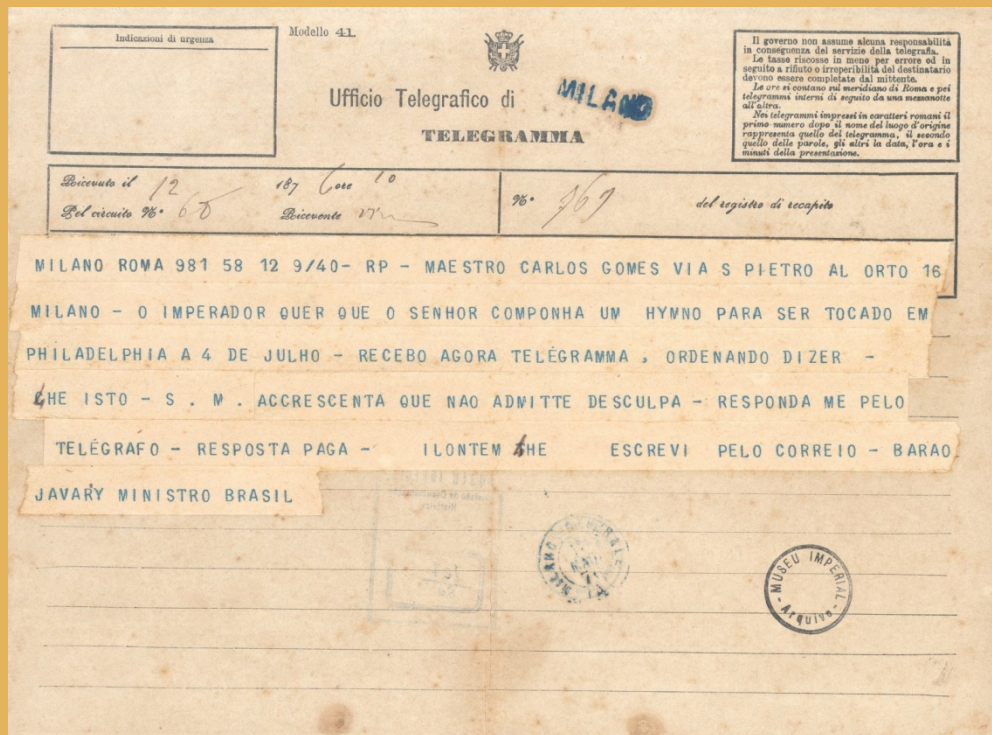 Indicazioni di urgenza
Modello 41
Ufficio Telegrafico di MILANO
TELEGRAMMA
Il governo non assume alcuna responsabilità
in conseguenza del servizio della telegrafia.
Le tasse riscosse in meno per errore od in
seguito a rifiuto o irreperibilità del destinatario
devono essere completate dal mittente.
Le ore si contano sul meridiano di Roma e pei
telegrammi interni di seguito da una mezzanotte
all'altra.
Nei telegrammi impressi in caratteri romani il
primo numero dopo il nome del luogo d'origine
rappresenta quello del telegramma, il secondo
quello delle parole, gli altri la data, l'ora e i
minuti della presentazione.
Ricevuto il 12 187 6 ore 10
Pel circuito N° Ricevente
N° 769 del registro di recapito
MILANO ROMA 981 58 12 9/40- RP - MAESTRO CARLOS GOMES VIA S PIETRO AL ORTO 16
MILANO - O IMPERADOR QUER QUE O SENHOR COMPONHA UM HYMNO PARA SER TOCADO EM
PHILADELPHIA A 4 DE JULHO - RECEBO AGORA TELÉGRAMMA , ORDENANDO DIZER -
LHE ISTO - S . M . ACCRESCENTA QUE NAO ADMITTE DESCULPA - RESPONDA ME PELO
TELÉGRAFO - RESPOSTA PAGA - ILONTEM LHE ESCREVI PELO CORREIO - BARAO
JAVARY MINISTRO BRASIL
MILANO
MUSEU IMPERIAL
Arquivo